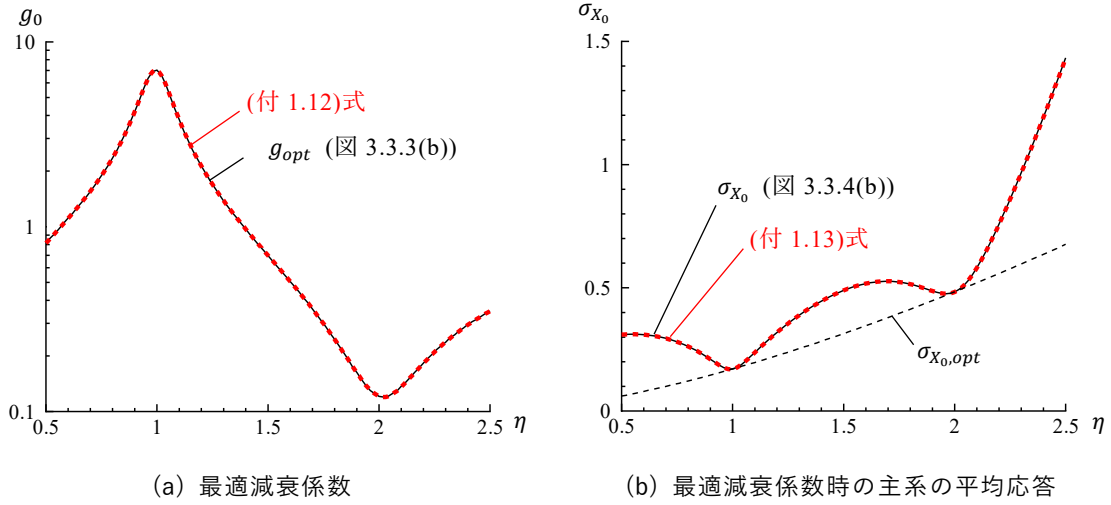 g₀
10
1
0.1
0.5
1
1.5
2
2.5
η
(付 1.12)式
g_opt (図 3.3.3(b))
(a) 最適減衰係数
σ_X₀
1.5
1
0.5
0
0.5
1
1.5
2
2.5
η
σ_X₀ (図 3.3.4(b))
(付 1.13)式
σ_X₀,opt
(b) 最適減衰係数時の主系の平均応答